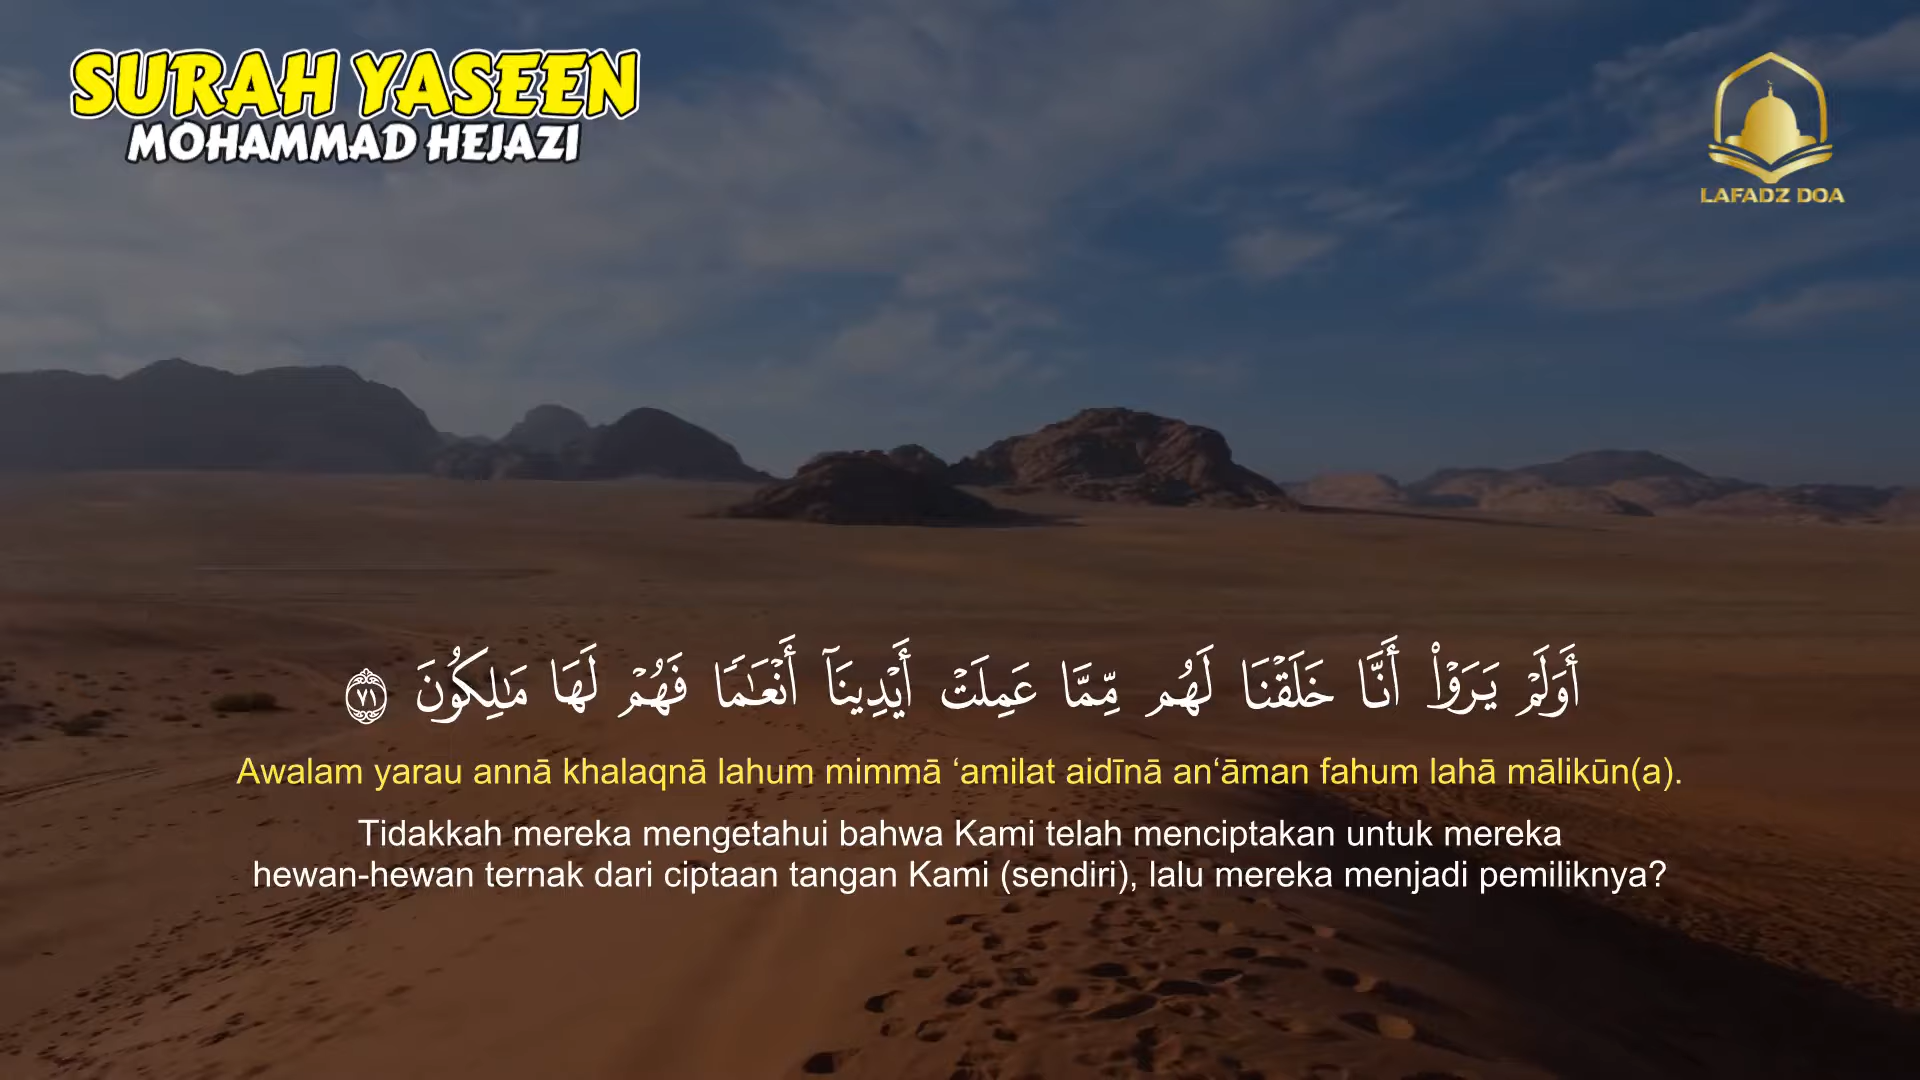 SURAH YASEEN
MOHAMMAD HEJAZI
LAFADZ DOA
أَوَلَمْ يَرَوْا۟ أَنَّا خَلَقْنَا لَهُم مِّمَّا عَمِلَتْ أَيْدِينَآ أَنْعَـٰمًا فَهُمْ لَهَا مَـٰلِكُونَ ٧١
Awalam yarau annā khalaqnā lahum mimmā ‘amilat aidīnā an‘āman fahum lahā mālikūn(a).
Tidakkah mereka mengetahui bahwa Kami telah menciptakan untuk mereka
hewan-hewan ternak dari ciptaan tangan Kami (sendiri), lalu mereka menjadi pemiliknya?